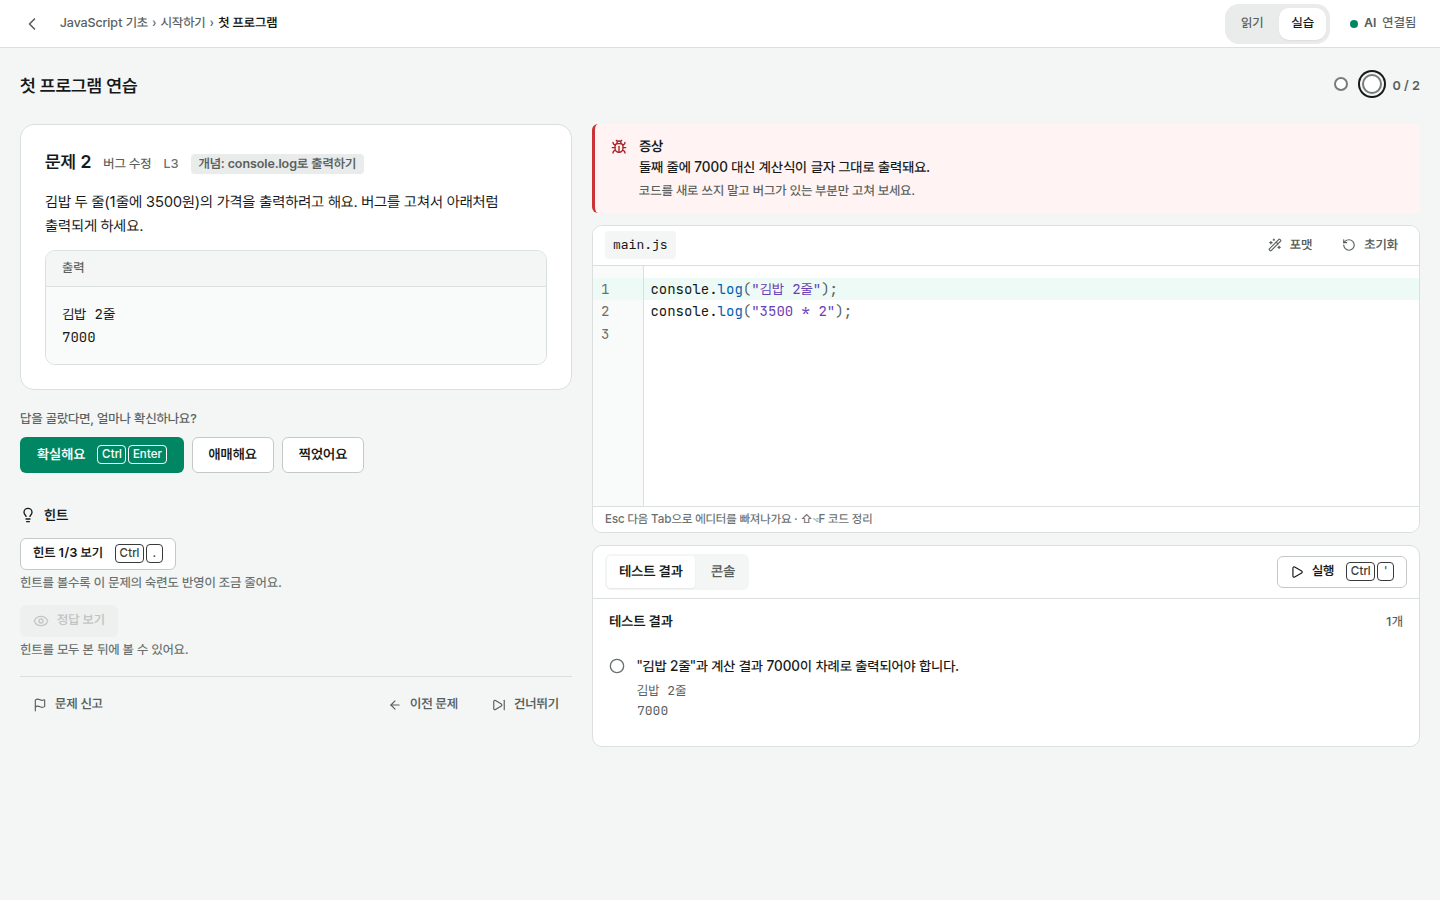 JavaScript 기초 › 시작하기 › 첫 프로그램
읽기 실습 AI 연결됨
첫 프로그램 연습
0 / 2
문제 2 버그 수정 L3 개념: console.log로 출력하기
김밥 두 줄(1줄에 3500원)의 가격을 출력하려고 해요. 버그를 고쳐서 아래처럼
출력되게 하세요.
출력
김밥 2줄
7000
답을 골랐다면, 얼마나 확신하나요?
확실해요 Ctrl Enter 애매해요 찍었어요
힌트
힌트 1/3 보기 Ctrl .
힌트를 볼수록 이 문제의 숙련도 반영이 조금 줄어요.
정답 보기
힌트를 모두 본 뒤에 볼 수 있어요.
문제 신고 이전 문제 건너뛰기
증상
둘째 줄에 7000 대신 계산식이 글자 그대로 출력돼요.
코드를 새로 쓰지 말고 버그가 있는 부분만 고쳐 보세요.
main.js 포맷 초기화
1 console.log("김밥 2줄");
2 console.log("3500 * 2");
3
Esc 다음 Tab으로 에디터를 빠져나가요 · F 코드 정리
테스트 결과 콘솔 실행 Ctrl '
테스트 결과 1개
"김밥 2줄"과 계산 결과 7000이 차례로 출력되어야 합니다.
김밥 2줄
7000